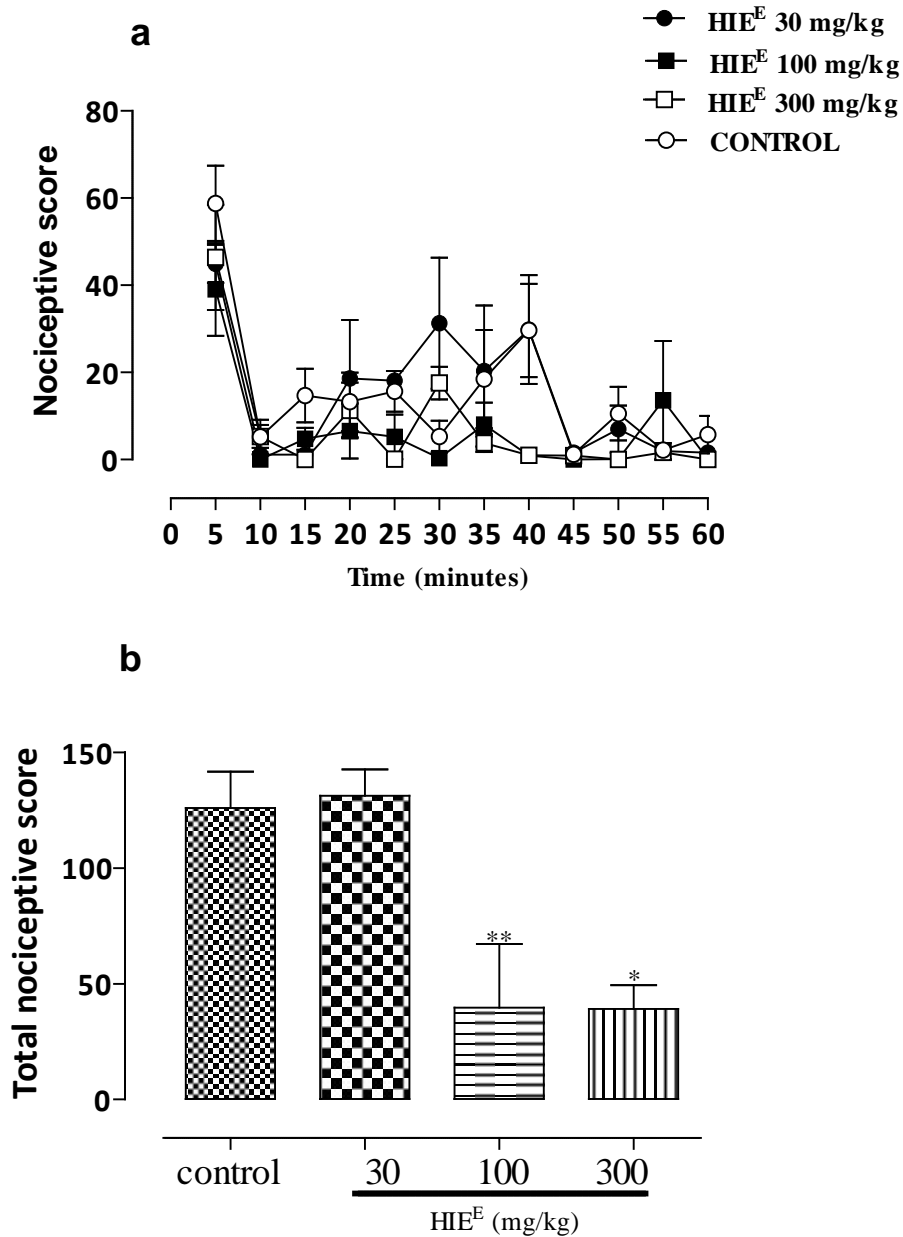 a
HIE^E 30 mg/kg
HIE^E 100 mg/kg
HIE^E 300 mg/kg
CONTROL
Nociceptive score
80
60
40
20
0
0 5 10 15 20 25 30 35 40 45 50 55 60
Time (minutes)
b
Total nociceptive score
150
100
50
0
** *
control 30 100 300
HIE^E (mg/kg)